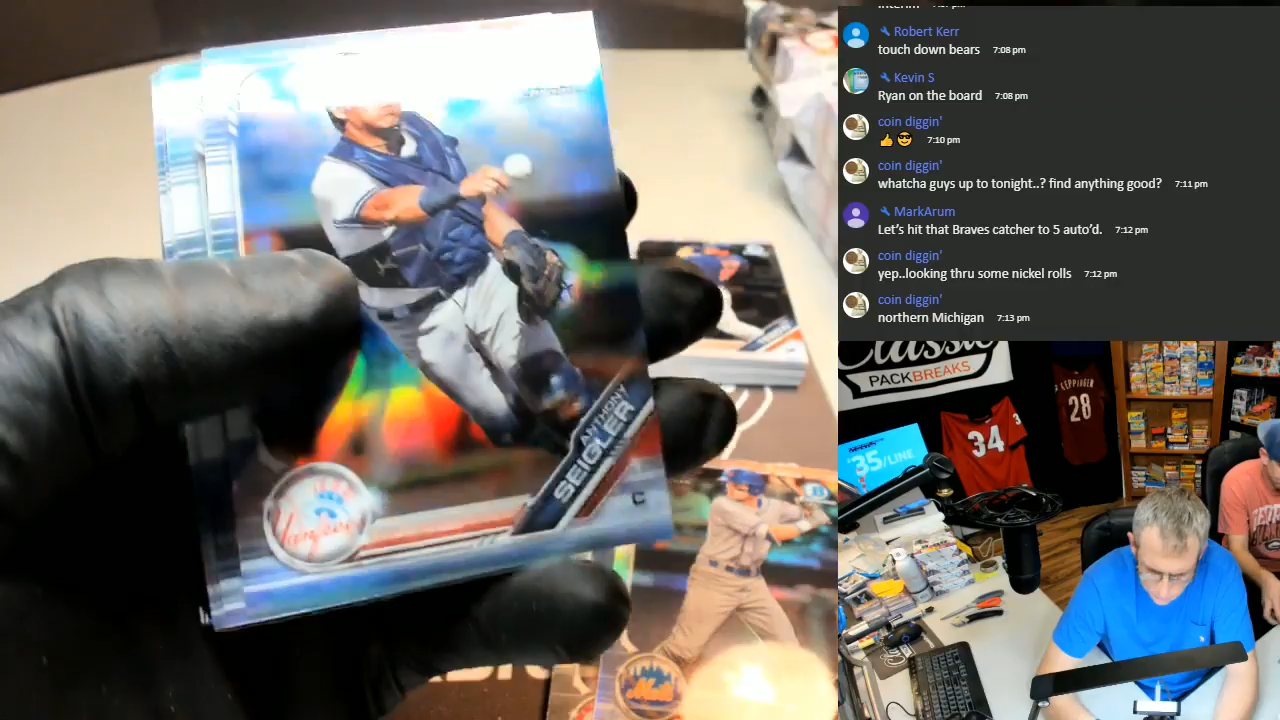 Robert Kerr
touch down bears 7:08 pm
Kevin S
Ryan on the board 7:08 pm
coin diggin'
👍😎 7:10 pm
coin diggin'
whatcha guys up to tonight..? find anything good? 7:11 pm
MarkArum
Let's hit that Braves catcher to 5 auto'd. 7:12 pm
coin diggin'
yep..looking thru some nickel rolls 7:12 pm
coin diggin'
northern Michigan 7:13 pm
ANTHONY
SEIGLER
C
Yankees
Mets
Classic
PACKBREAKS
KEPPINGER
28
34
$35/LINE